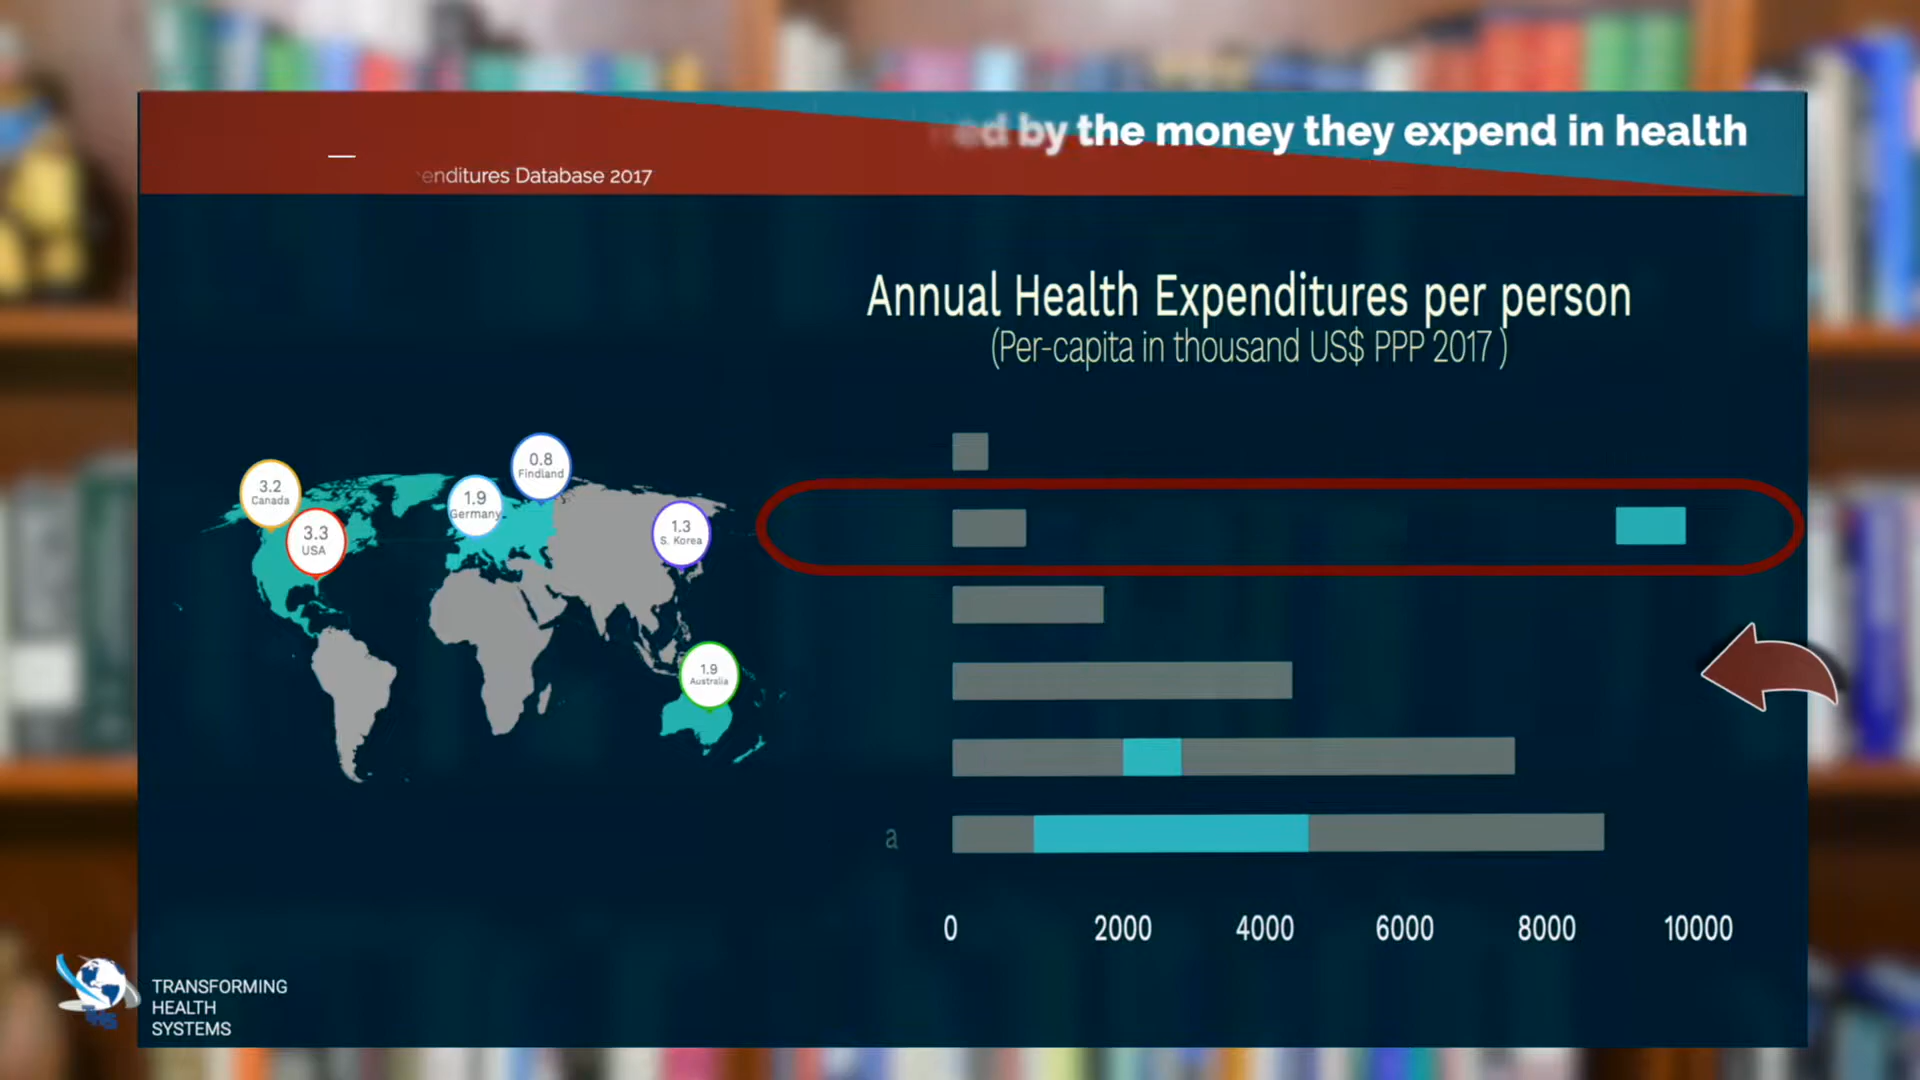 by the money they expend in health
enditures Database 2017
Annual Health Expenditures per person
(Per-capita in thousand US$ PPP 2017 )
0.8
Findland
3.2
Canada
1.9
Germany
3.3
USA
1.3
S. Korea
1.9
Australia
a
0 2000 4000 6000 8000 10000
TRANSFORMING
HEALTH
SYSTEMS